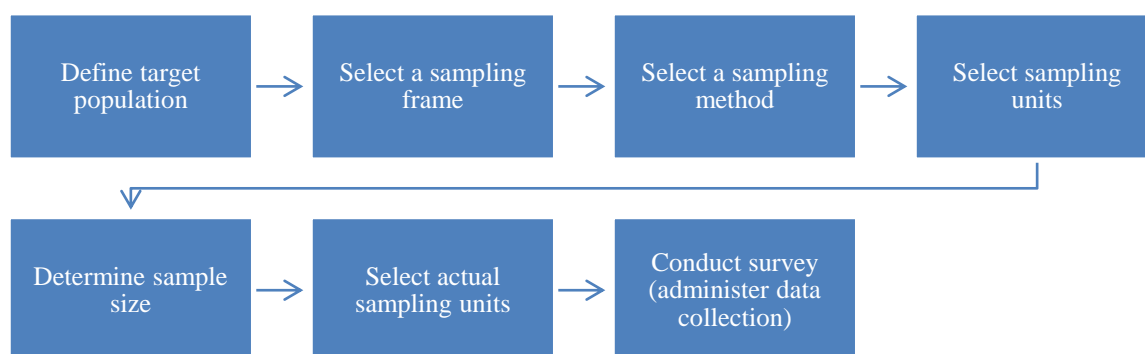 Define target
population
Select a sampling
frame
Select a sampling
method
Select sampling
units
Determine sample
size
Select actual
sampling units
Conduct survey
(administer data
collection)